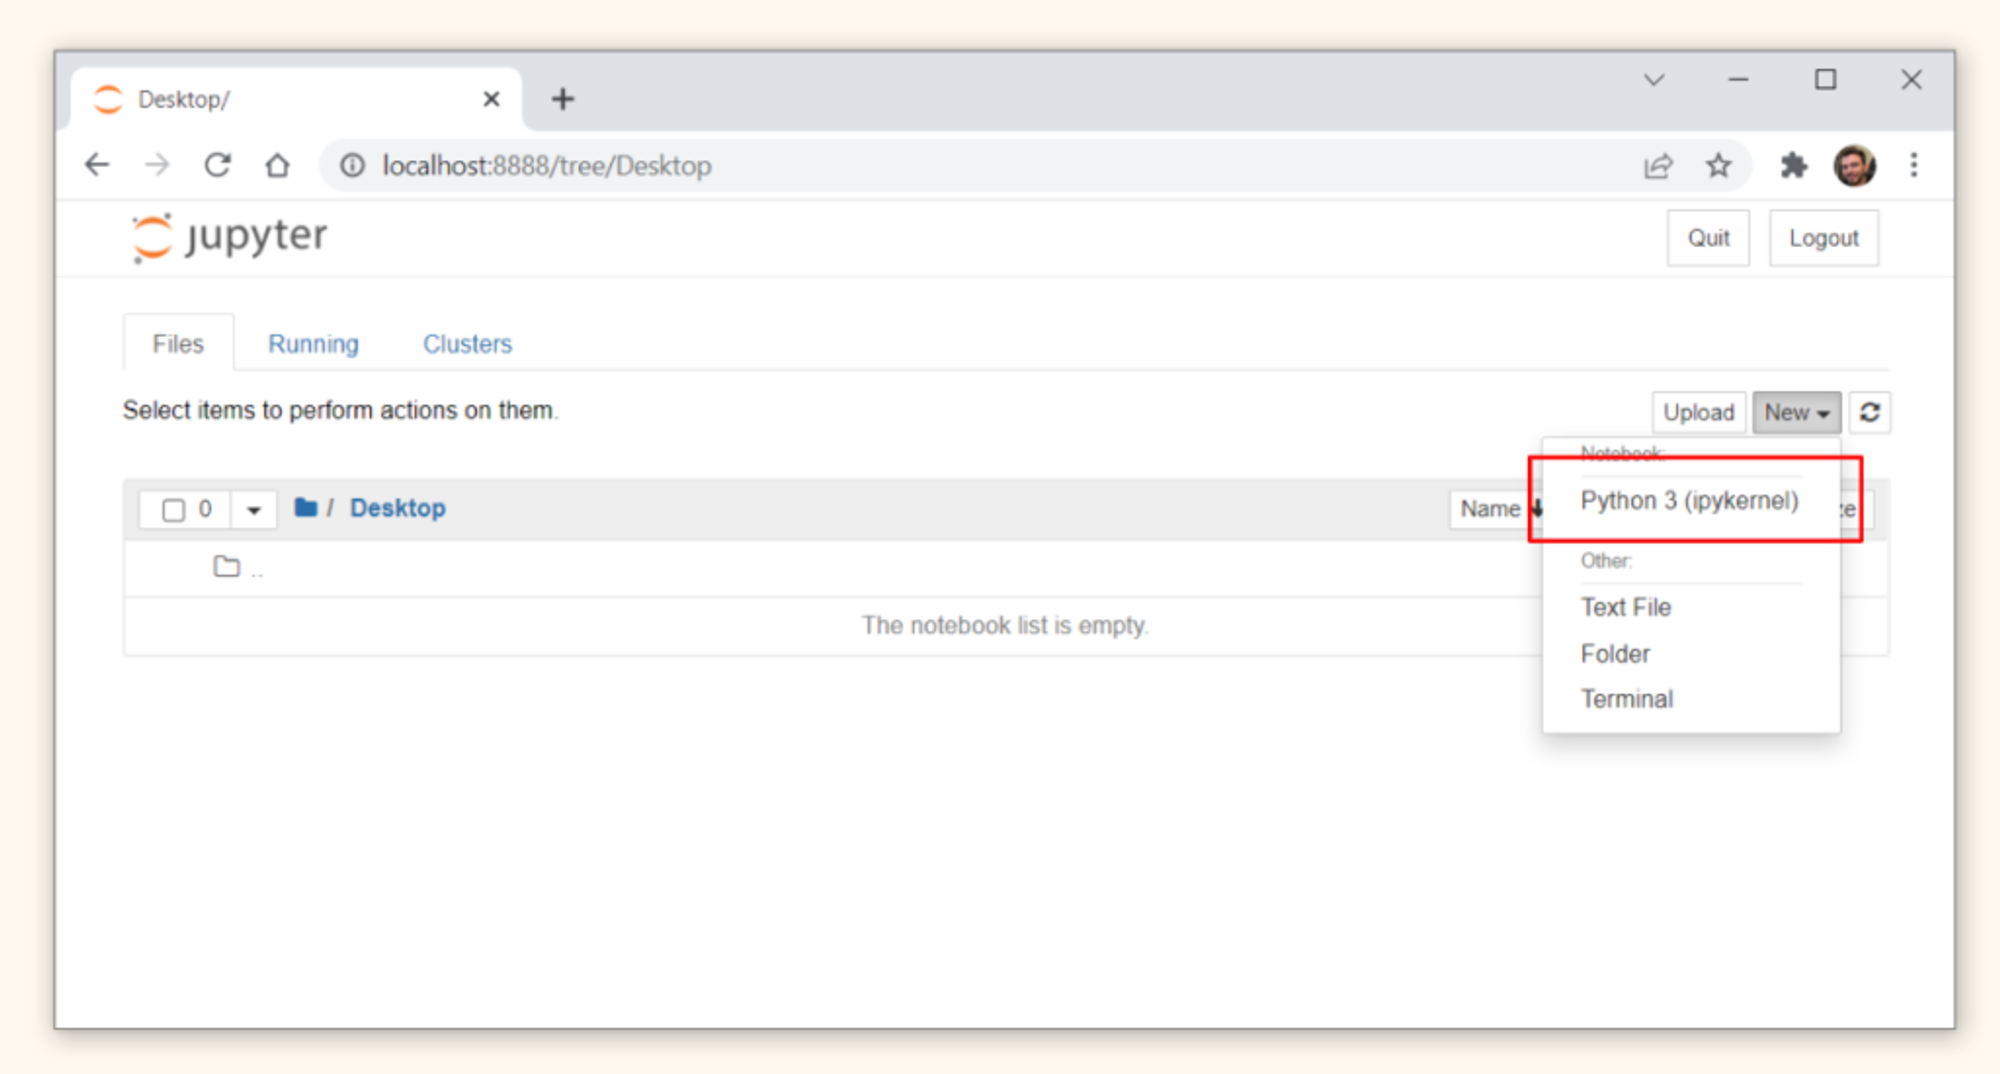 Desktop/
localhost:8888/tree/Desktop
jupyter
Quit Logout
Files Running Clusters
Select items to perform actions on them.
Upload New
Notebook:
0 / Desktop Name
Python 3 (ipykernel)
..
Other:
The notebook list is empty.
Text File
Folder
Terminal